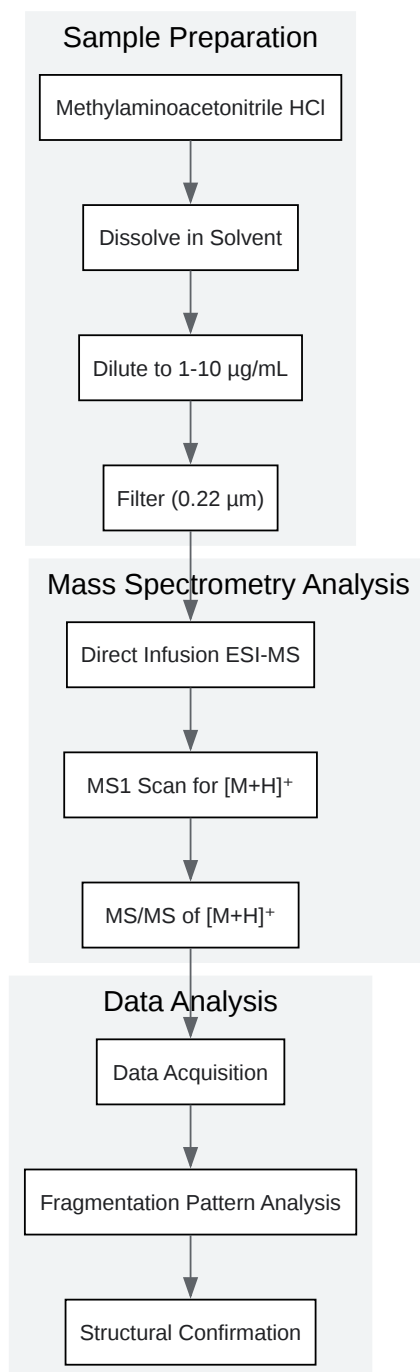 Sample Preparation
Methylaminoacetonitrile HCl
Dissolve in Solvent
Dilute to 1-10 µg/mL
Filter (0.22 µm)
Mass Spectrometry Analysis
Direct Infusion ESI-MS
MS1 Scan for [M+H]⁺
MS/MS of [M+H]⁺
Data Analysis
Data Acquisition
Fragmentation Pattern Analysis
Structural Confirmation